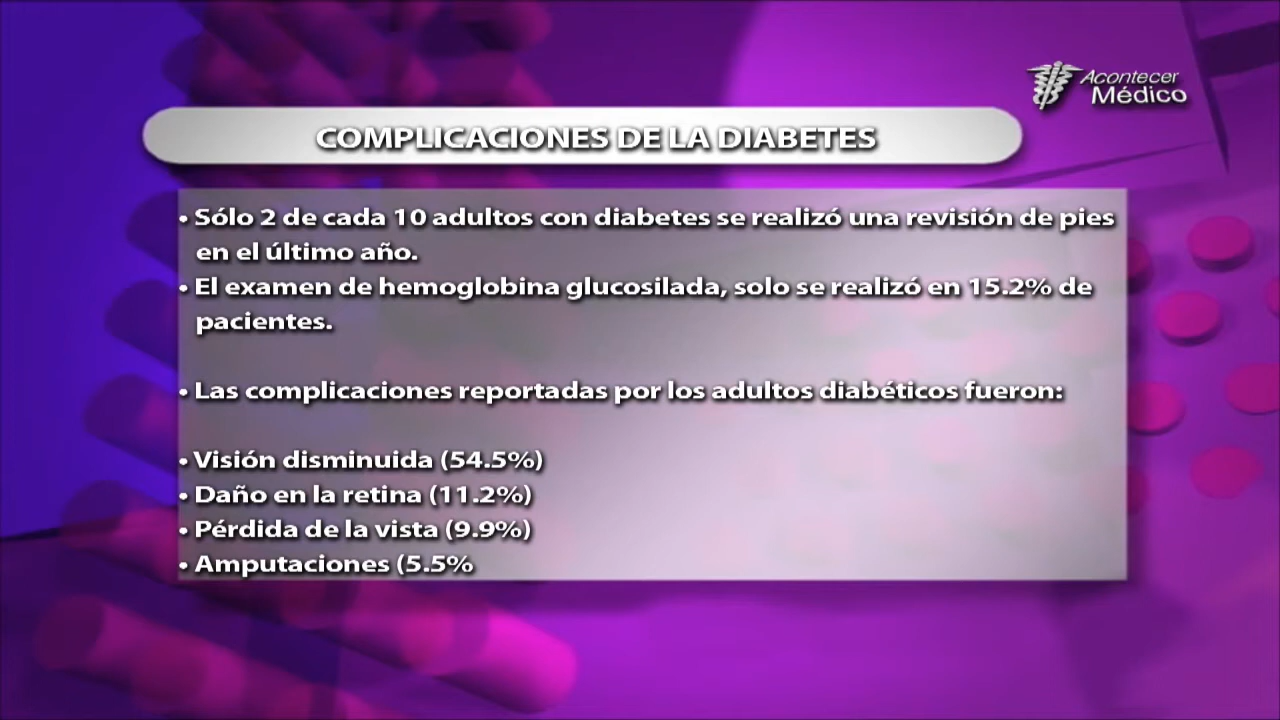 Acontecer
Médico
COMPLICACIONES DE LA DIABETES
• Sólo 2 de cada 10 adultos con diabetes se realizó una revisión de pies
en el último año.
• El examen de hemoglobina glucosilada, solo se realizó en 15.2% de
pacientes.
• Las complicaciones reportadas por los adultos diabéticos fueron:
• Visión disminuida (54.5%)
• Daño en la retina (11.2%)
• Pérdida de la vista (9.9%)
• Amputaciones (5.5%